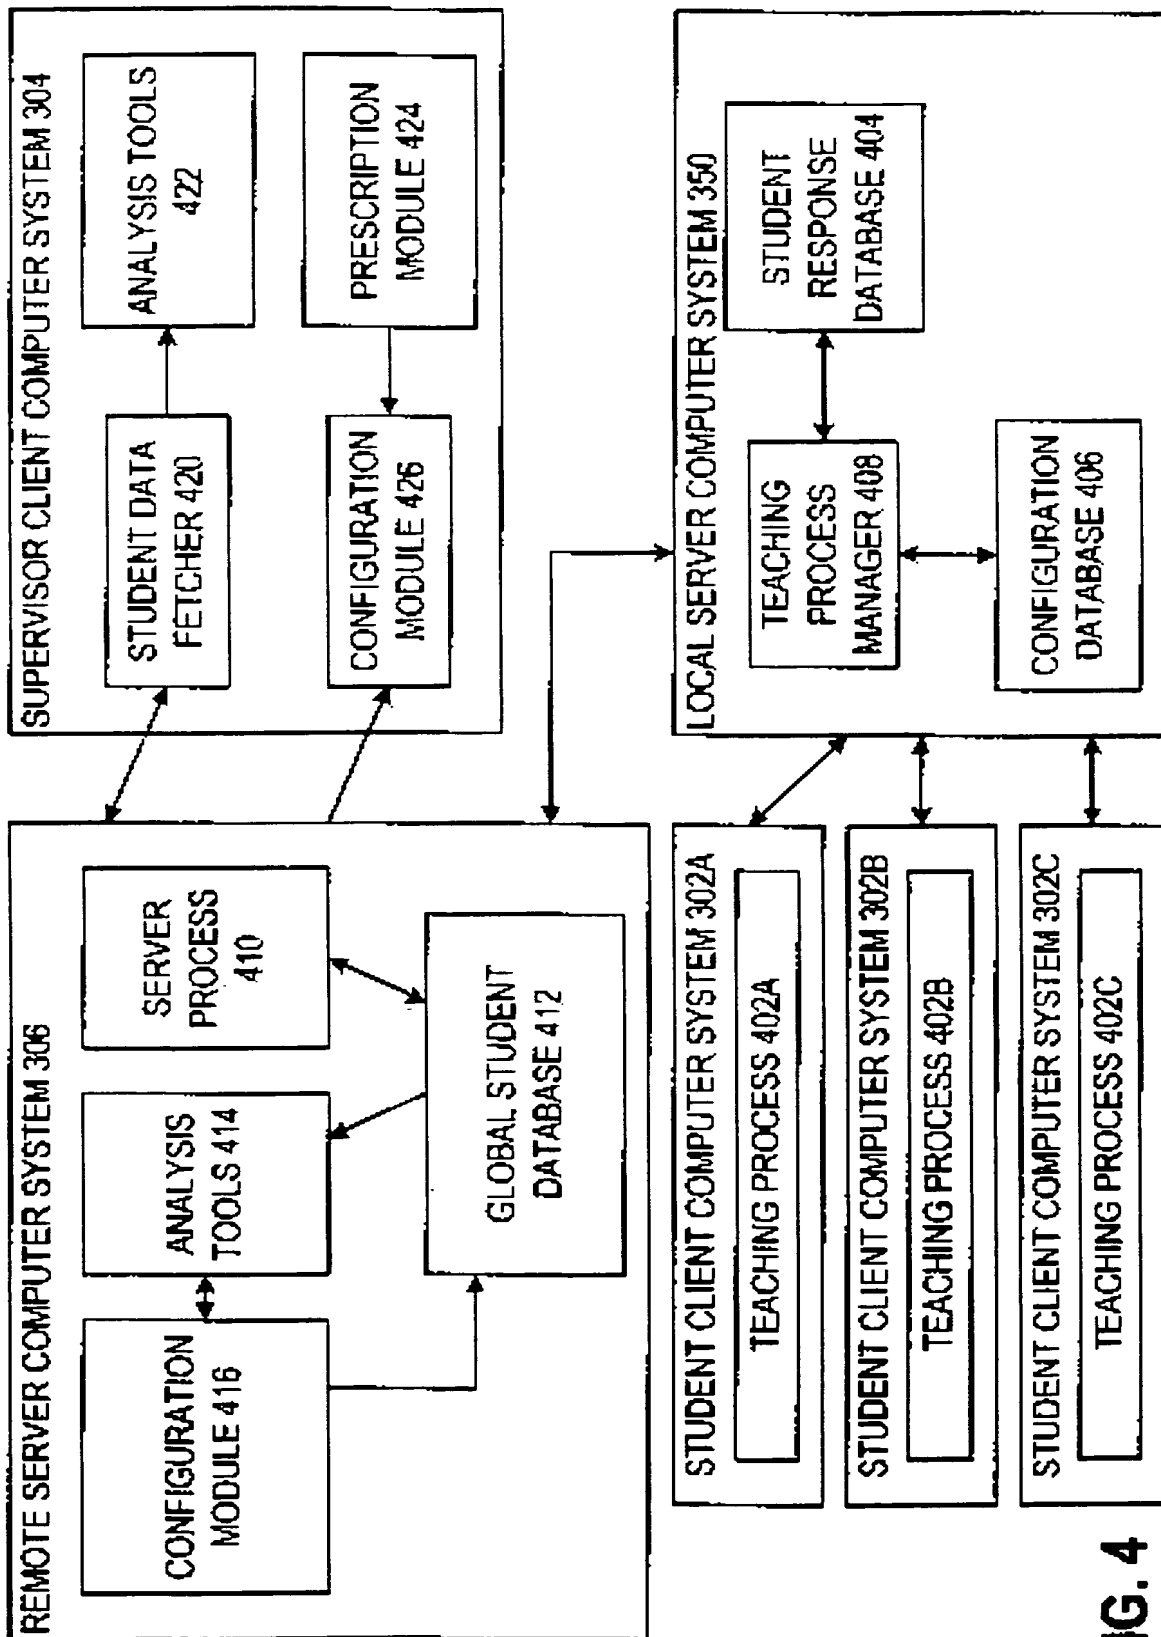 REMOTE SERVER COMPUTER SYSTEM 306
CONFIGURATION
MODULE 416
ANALYSIS
TOOLS 414
SERVER
PROCESS
410
GLOBAL STUDENT
DATABASE 412
SUPERVISOR CLIENT COMPUTER SYSTEM 304
STUDENT DATA
FETCHER 420
ANALYSIS TOOLS
422
CONFIGURATION
MODULE 426
PRESCRIPTION
MODULE 424
STUDENT CLIENT COMPUTER SYSTEM 302A
TEACHING PROCESS 402A
STUDENT CLIENT COMPUTER SYSTEM 302B
TEACHING PROCESS 402B
STUDENT CLIENT COMPUTER SYSTEM 302C
TEACHING PROCESS 402C
LOCAL SERVER COMPUTER SYSTEM 350
TEACHING
PROCESS
MANAGER 408
STUDENT
RESPONSE
DATABASE 404
CONFIGURATION
DATABASE 406
IG. 4